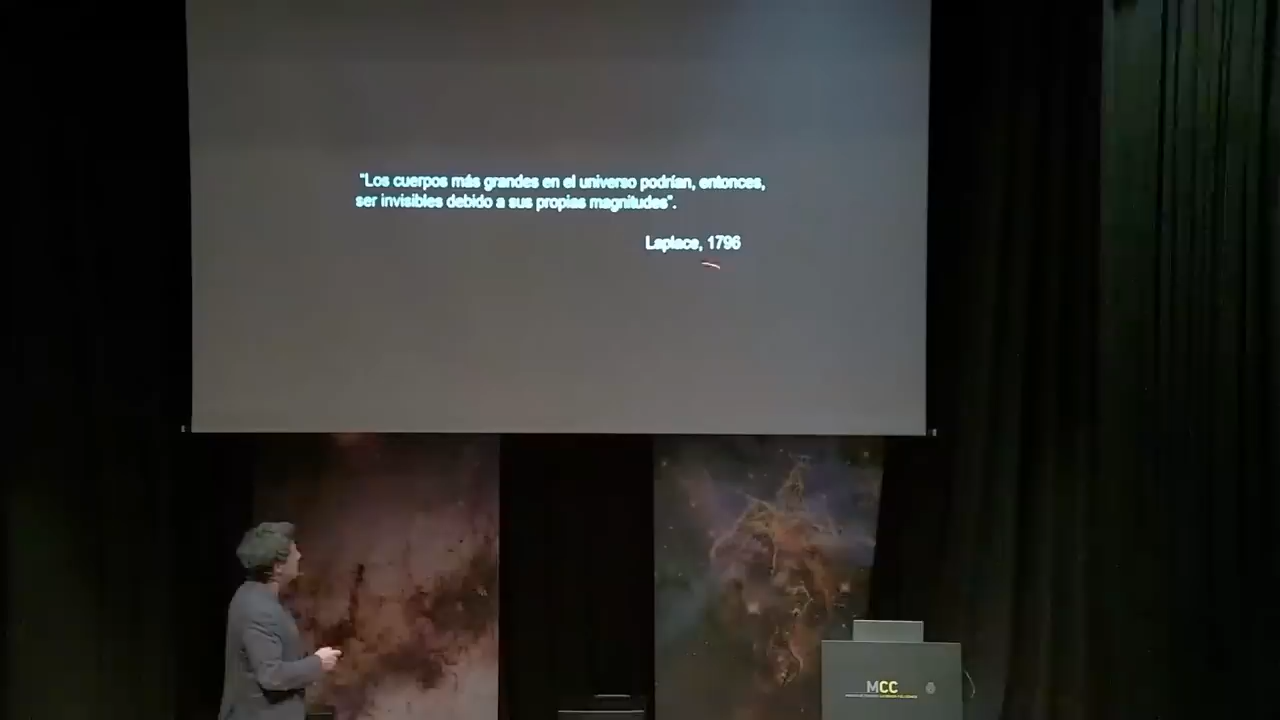 "Los cuerpos más grandes en el universo podrían, entonces,
ser invisibles debido a sus propias magnitudes".
Laplace, 1796
MCC